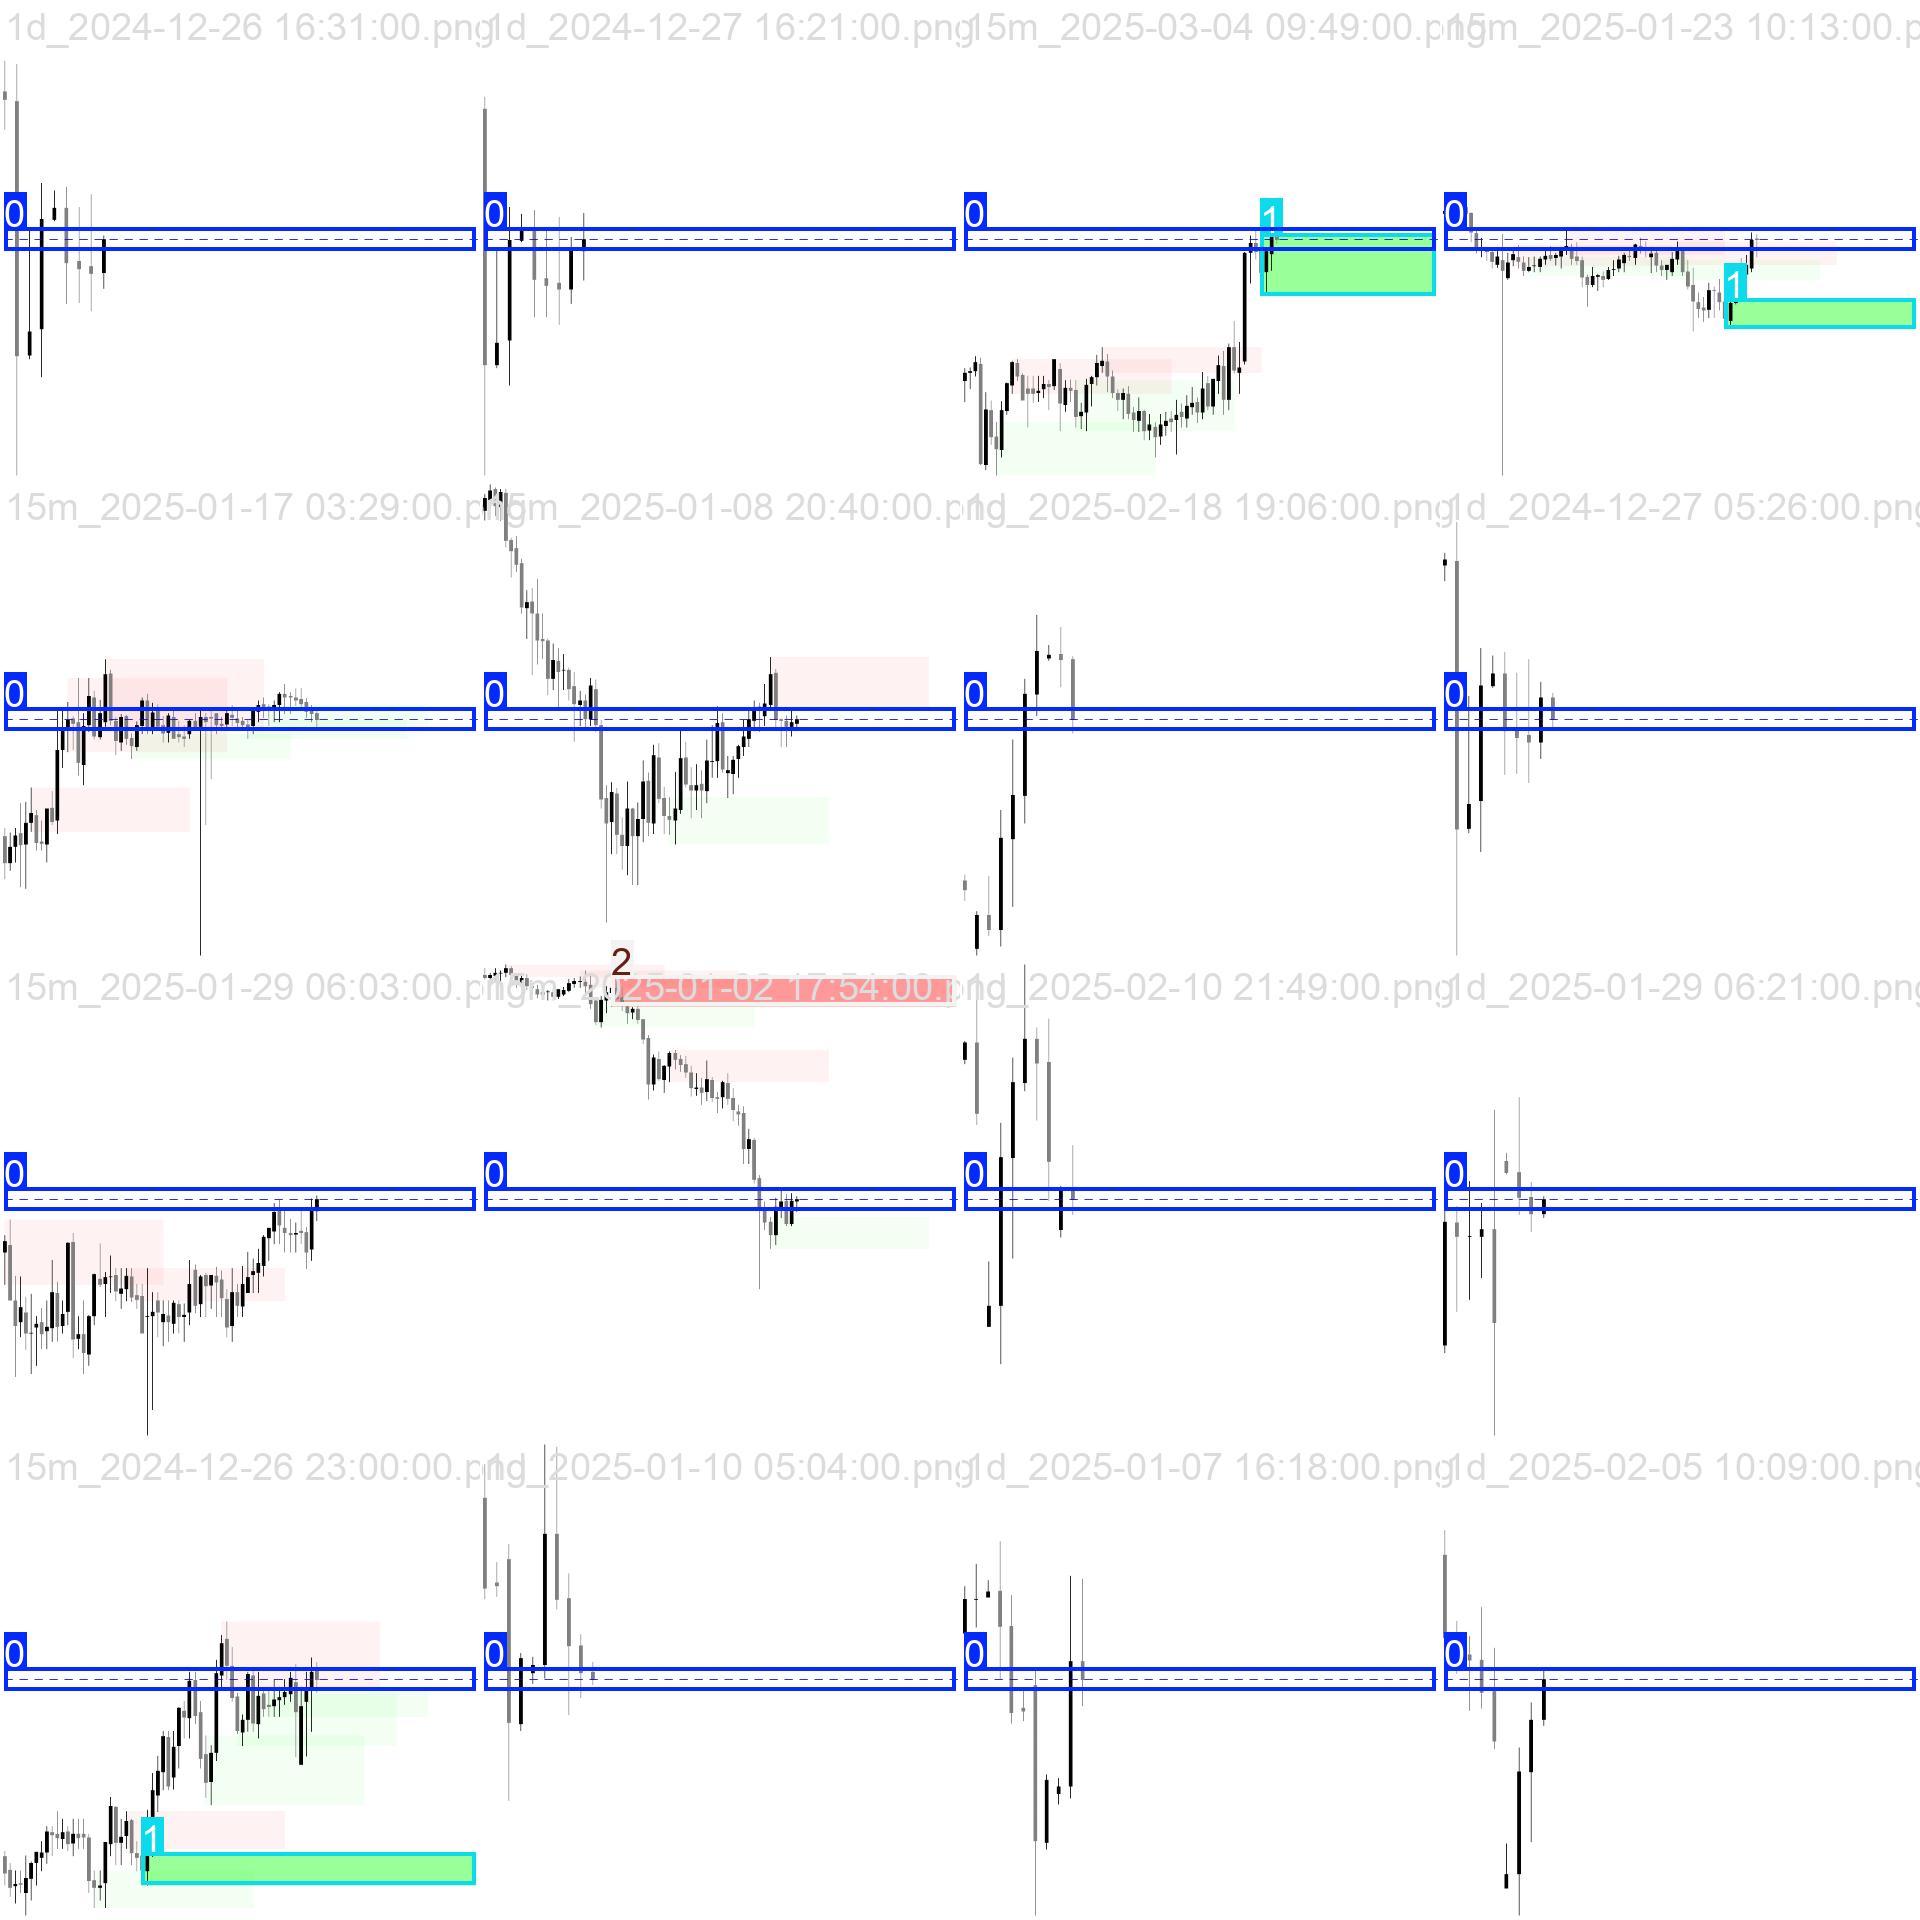 1d_2024-12-26 16:31:00.png
1d_2024-12-27 16:21:00.png
15m_2025-03-04 09:49:00.png
15m_2025-01-23 10:13:00.p
0
0
0
1
0
1
15m_2025-01-17 03:29:00.png
15m_2025-01-08 20:40:00.png
1d_2025-02-18 19:06:00.png
1d_2024-12-27 05:26:00.png
0
0
0
0
15m_2025-01-29 06:03:00.png
2
15m_2025-01-02 17:54:00.png
1d_2025-02-10 21:49:00.png
1d_2025-01-29 06:21:00.png
0
0
0
0
15m_2024-12-26 23:00:00.png
1d_2025-01-10 05:04:00.png
1d_2025-01-07 16:18:00.png
1d_2025-02-05 10:09:00.png
0
0
0
0
1